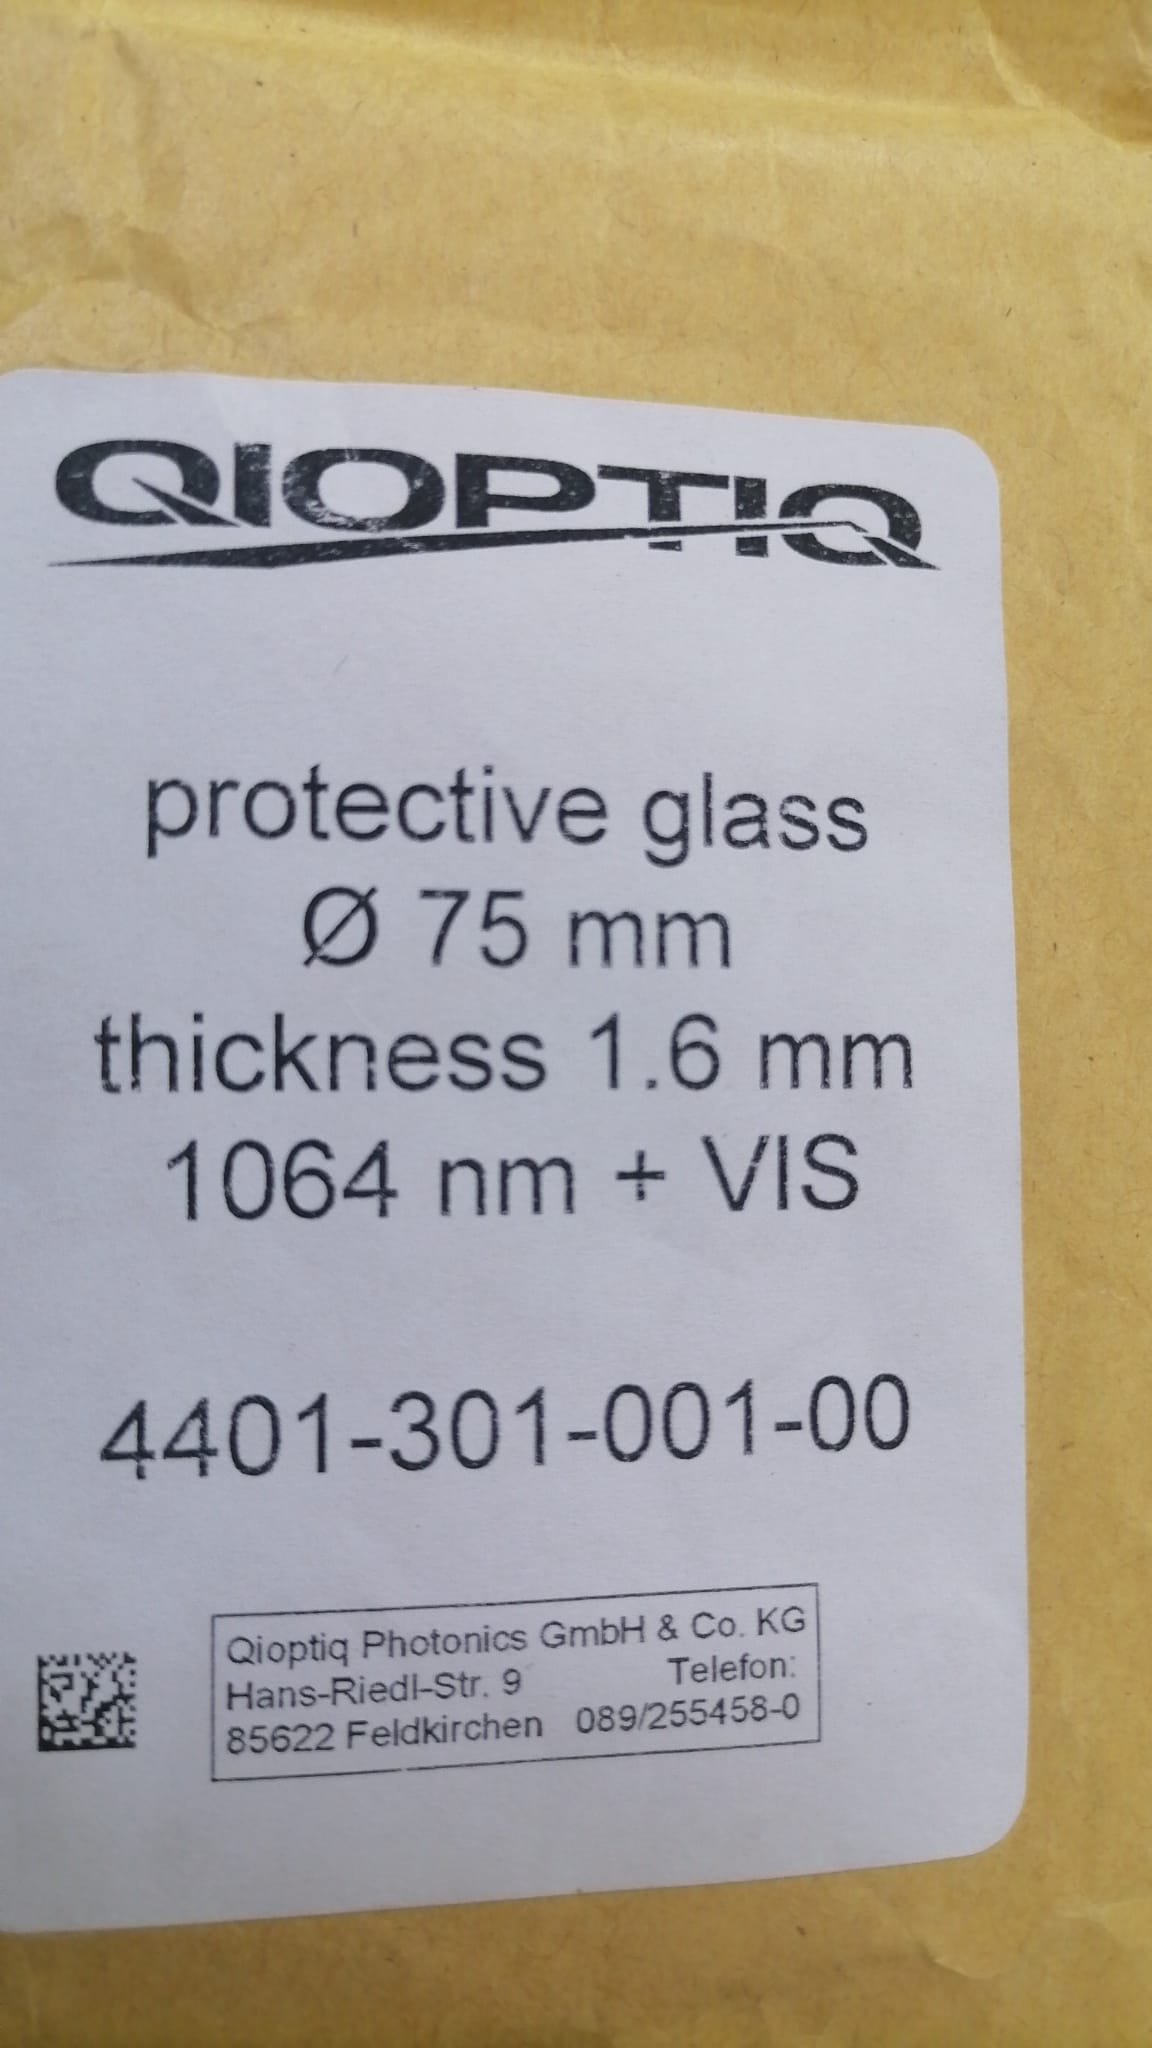 QIOPTIQ
protective glass
Ø 75 mm
thickness 1.6 mm
1064 nm + VIS
4401-301-001-00
Qioptiq Photonics GmbH & Co. KG
Hans-Riedl-Str. 9 Telefon:
85622 Feldkirchen 089/255458-0